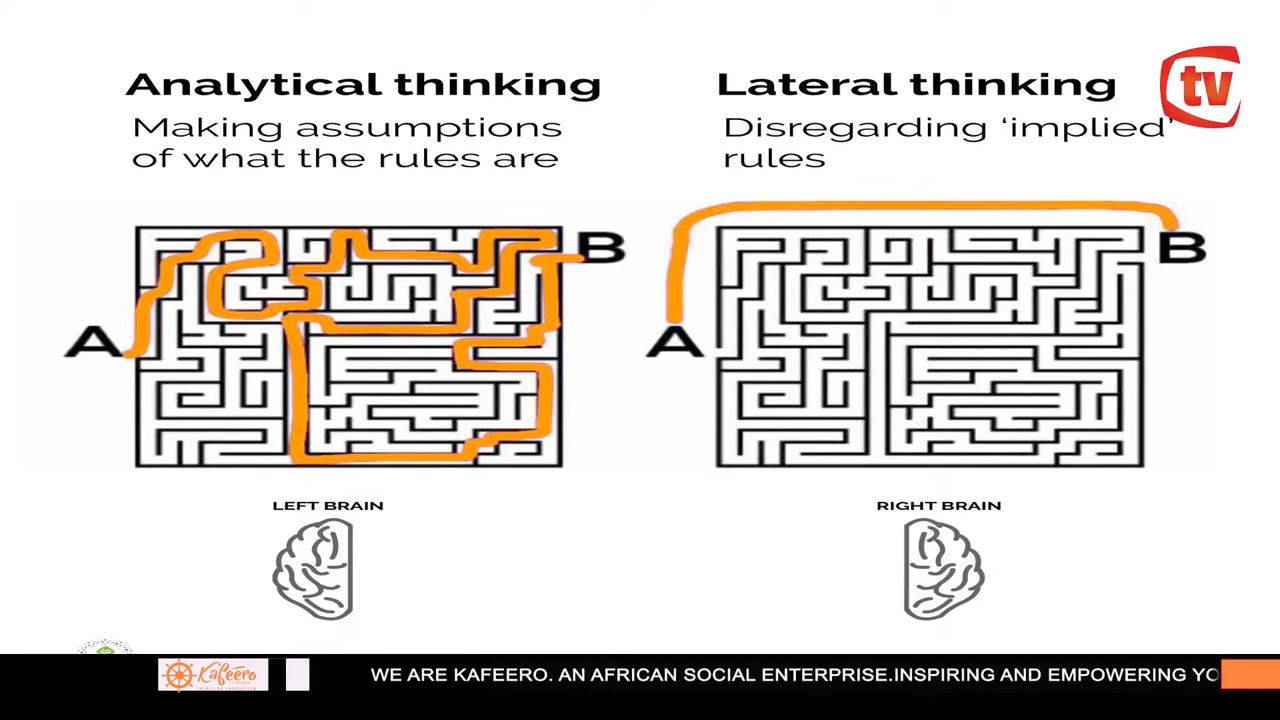 Analytical thinking
Making assumptions
of what the rules are
Lateral thinking
Disregarding ‘implied’
rules
tv
A
B
A
B
LEFT BRAIN
RIGHT BRAIN
Kafeero
WE ARE KAFEERO. AN AFRICAN SOCIAL ENTERPRISE.INSPIRING AND EMPOWERING YO